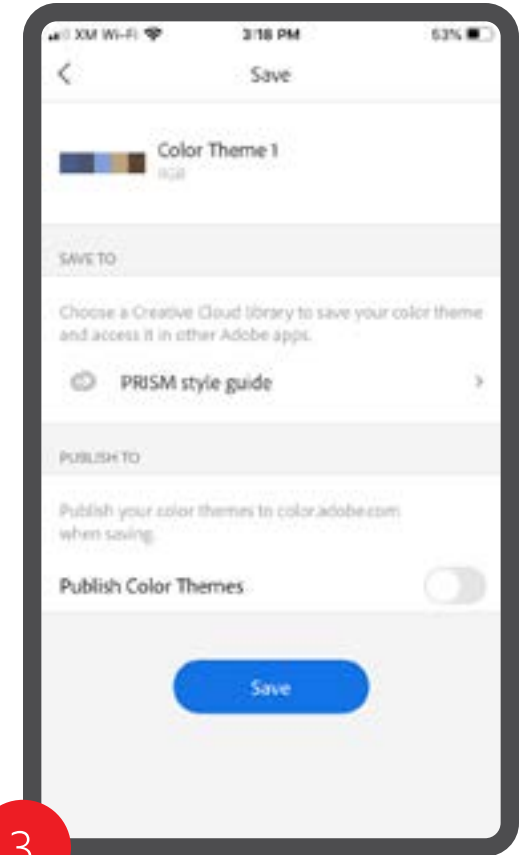 XM Wi-Fi 3:18 PM 53%
Save
Color Theme 1
RGB
SAVE TO
Choose a Creative Cloud library to save your color theme
and access it in other Adobe apps.
PRISM style guide
PUBLISH TO
Publish your color themes to color.adobe.com
when saving.
Publish Color Themes
Save
3